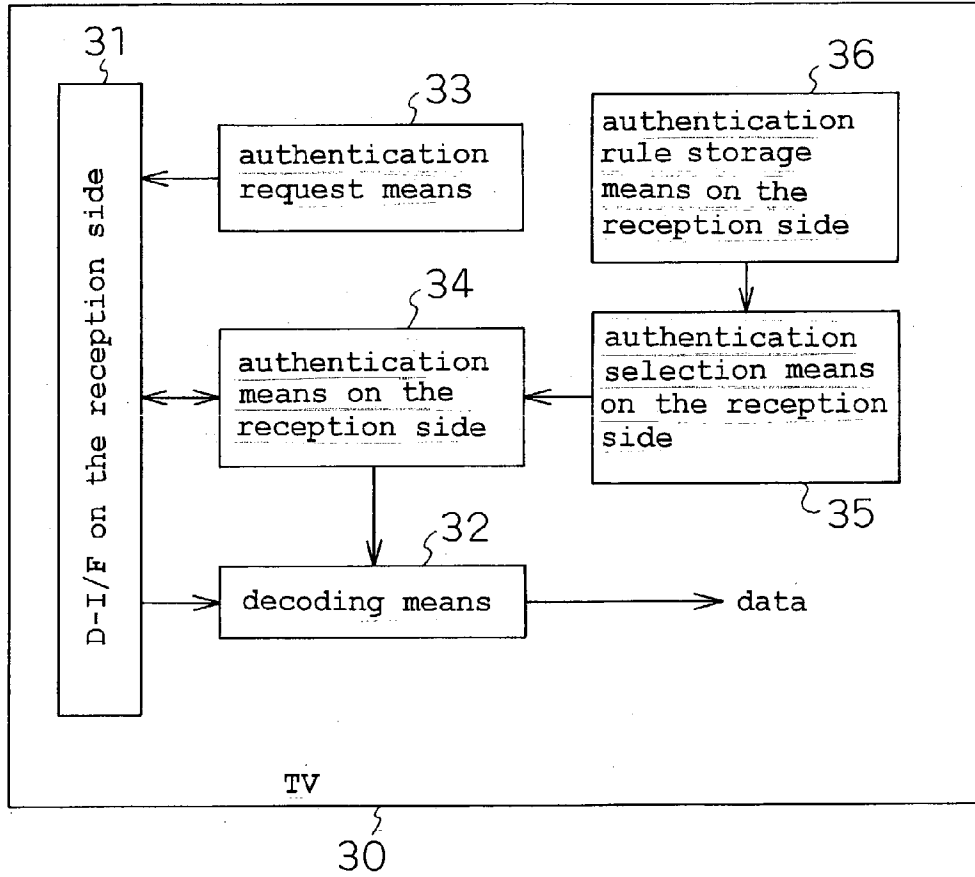 31
D-I/F on the reception side
33
authentication
request means
36
authentication
rule storage
means on the
reception side
34
authentication
means on the
reception side
authentication
selection means
on the reception
side
35
32
decoding means
data
TV
30